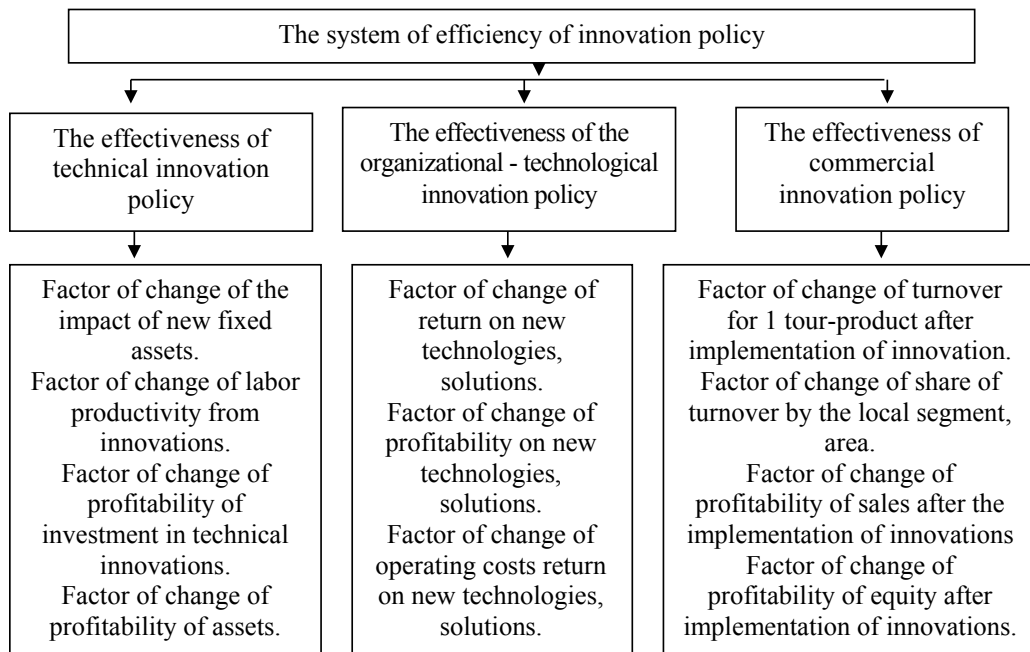 The system of efficiency of innovation policy
The effectiveness of
technical innovation
policy
The effectiveness of the
organizational - technological
innovation policy
The effectiveness of
commercial
innovation policy
Factor of change of the
impact of new fixed
assets.
Factor of change of labor
productivity from
innovations.
Factor of change of
profitability of
investment in technical
innovations.
Factor of change of
profitability of assets.
Factor of change of
return on new
technologies,
solutions.
Factor of change of
profitability on new
technologies,
solutions.
Factor of change of
operating costs return
on new technologies,
solutions.
Factor of change of turnover
for 1 tour-product after
implementation of innovation.
Factor of change of share of
turnover by the local segment,
area.
Factor of change of
profitability of sales after the
implementation of innovations
Factor of change of
profitability of equity after
implementation of innovations.